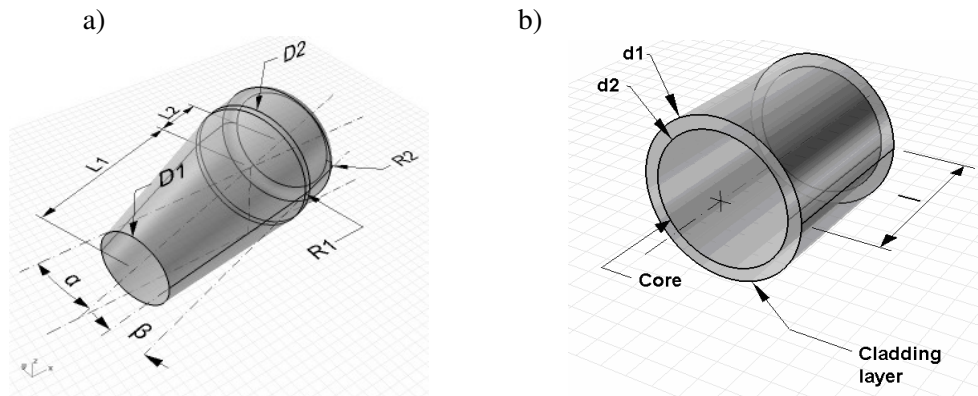 a)
D2
L2
L1
D1
R2
R1
α
β
z
x
b)
d1
d2
l
Core
Cladding
layer